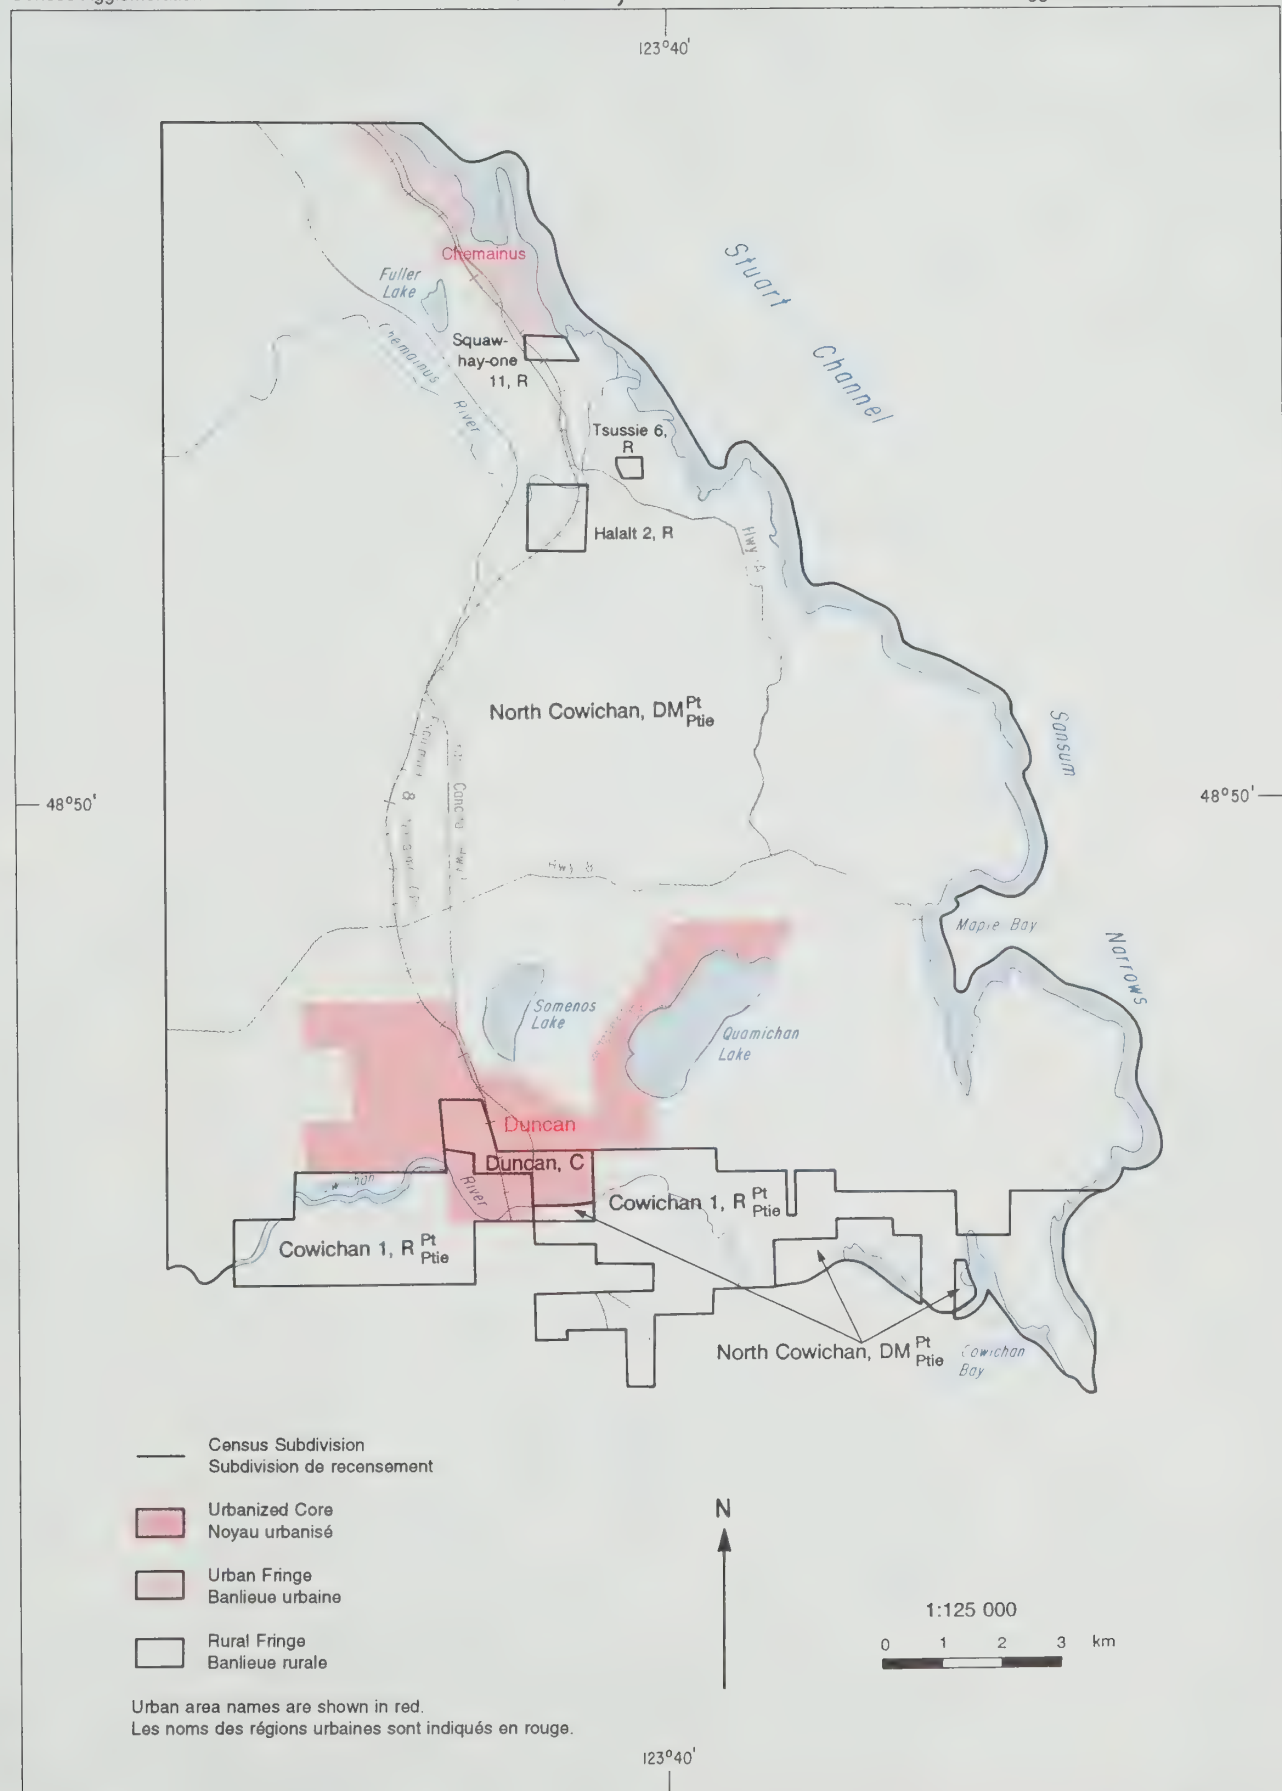 123°40'
Stuart
Channel
Chemainus
Fuller
Lake
Chemainus
River
Squaw-
hay-one
11, R
Tsussie 6,
R
Halalt 2, R
Hwy
North Cowichan, DM Pt
Ptie
Sansum
Narrows
48°50'
48°50'
&
Canada Hwy
Hwy 8
Maple Bay
Somenos
Lake
Quamichan
Lake
Duncan
Duncan, C
River
Cowichan 1, R Pt
Ptie
Cowichan 1, R Pt
Ptie
North Cowichan, DM Pt
Ptie
Cowichan
Bay
Census Subdivision
Subdivision de recensement
Urbanized Core
Noyau urbanisé
Urban Fringe
Banlieue urbaine
Rural Fringe
Banlieue rurale
Urban area names are shown in red.
Les noms des régions urbaines sont indiqués en rouge.
N
1:125 000
0 1 2 3 km
123°40'